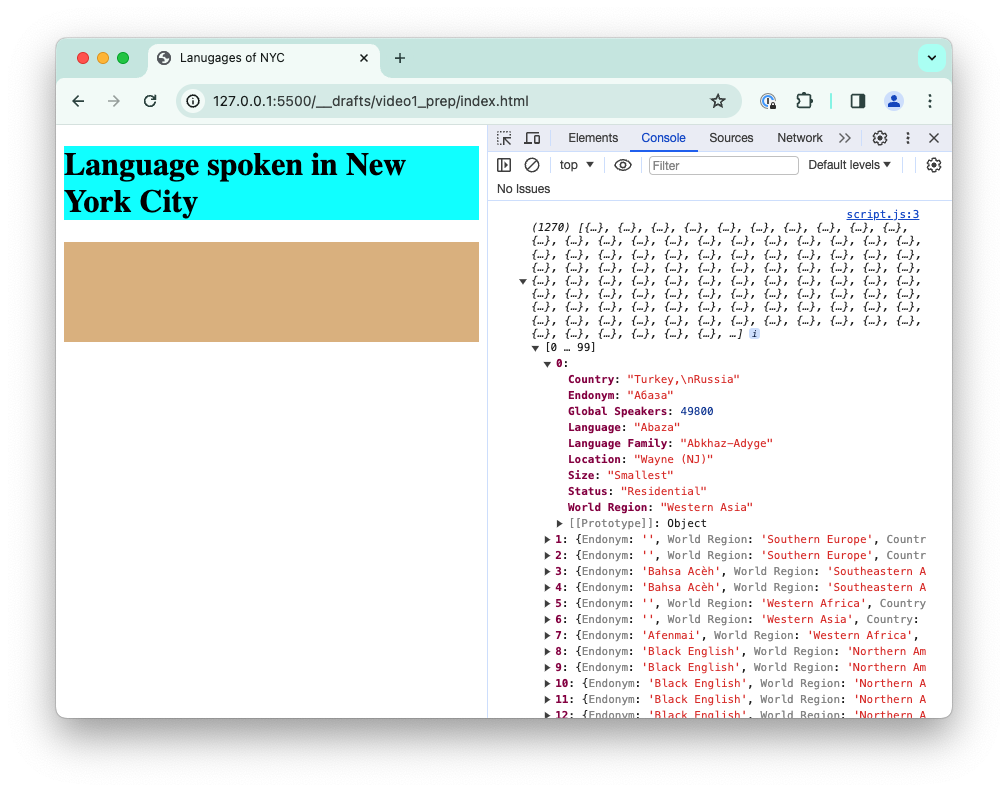 Lanugages of NYC
127.0.0.1:5500/__drafts/video1_prep/index.html
Language spoken in New
York City
Elements Console Sources Network
top Filter Default levels
No Issues
script.js:3
(1270) [{…}, {…}, {…}, {…}, {…}, {…}, {…}, {…}, {…}, {…},
{…}, {…}, {…}, {…}, {…}, {…}, {…}, {…}, {…}, {…}, {…}, {…},
{…}, {…}, {…}, {…}, {…}, {…}, {…}, {…}, {…}, {…}, {…}, {…},
{…}, {…}, {…}, {…}, {…}, {…}, {…}, {…}, {…}, {…}, {…}, {…},
{…}, {…}, {…}, {…}, {…}, {…}, {…}, {…}, {…}, {…}, {…}, {…},
{…}, {…}, {…}, {…}, {…}, {…}, {…}, {…}, {…}, {…}, {…}, {…},
{…}, {…}, {…}, {…}, {…}, {…}, {…}, {…}, {…}, {…}, {…}, {…},
{…}, {…}, {…}, {…}, {…}, {…}, {…}, {…}, {…}, {…}, {…}, {…},
{…}, {…}, {…}, {…}, {…}, {…}, …] i
[0 … 99]
0:
Country: "Turkey,\nRussia"
Endonym: "Абаза"
Global Speakers: 49800
Language: "Abaza"
Language Family: "Abkhaz–Adyge"
Location: "Wayne (NJ)"
Size: "Smallest"
Status: "Residential"
World Region: "Western Asia"
[[Prototype]]: Object
1: {Endonym: '', World Region: 'Southern Europe', Countr
2: {Endonym: '', World Region: 'Southern Europe', Countr
3: {Endonym: 'Bahsa Acèh', World Region: 'Southeastern A
4: {Endonym: 'Bahsa Acèh', World Region: 'Southeastern A
5: {Endonym: '', World Region: 'Western Africa', Country
6: {Endonym: '', World Region: 'Western Asia', Country:
7: {Endonym: 'Afenmai', World Region: 'Western Africa',
8: {Endonym: 'Black English', World Region: 'Northern Am
9: {Endonym: 'Black English', World Region: 'Northern Am
10: {Endonym: 'Black English', World Region: 'Northern A
11: {Endonym: 'Black English', World Region: 'Northern A
12: {Endonym: 'Black English', World Region: 'Northern A